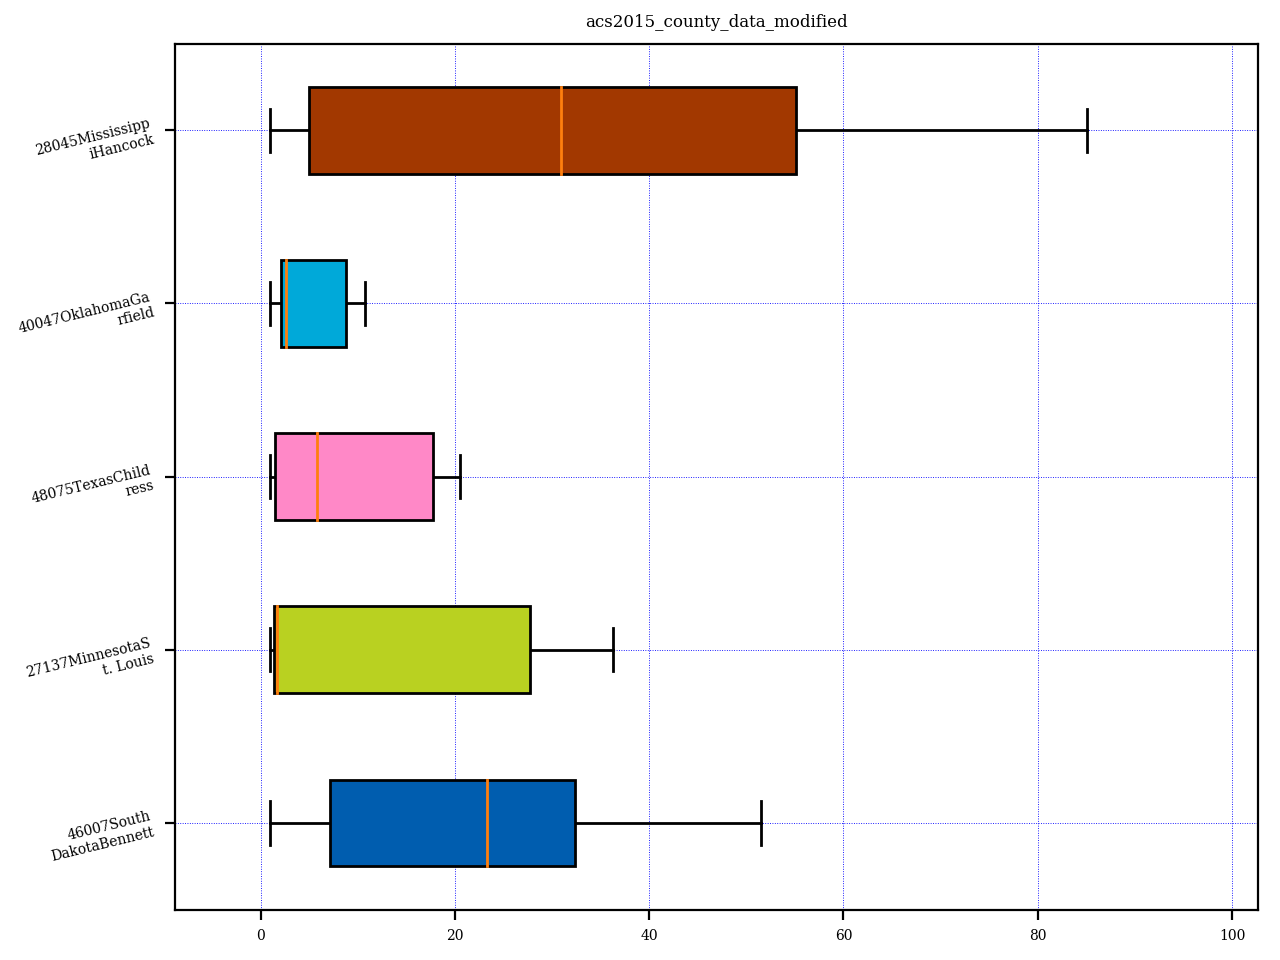 acs2015_county_data_modified
28045Mississipp
iHancock
40047OklahomaGa
rfield
48075TexasChild
ress
27137MinnesotaS
t. Louis
46007South
DakotaBennett
0 20 40 60 80 100